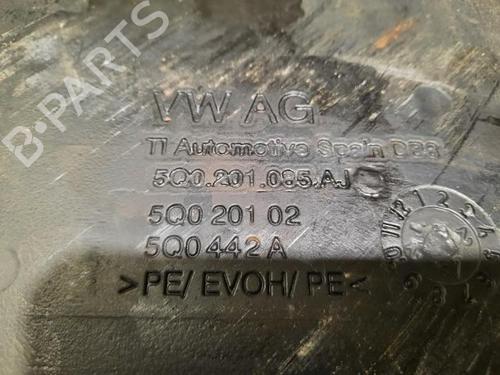 B-PARTS
VW AG
TI Automotive Spain
5Q0.201.085.AJ
5Q0 201 02
5Q0 442 A
>PE/ EVOH/ PE<